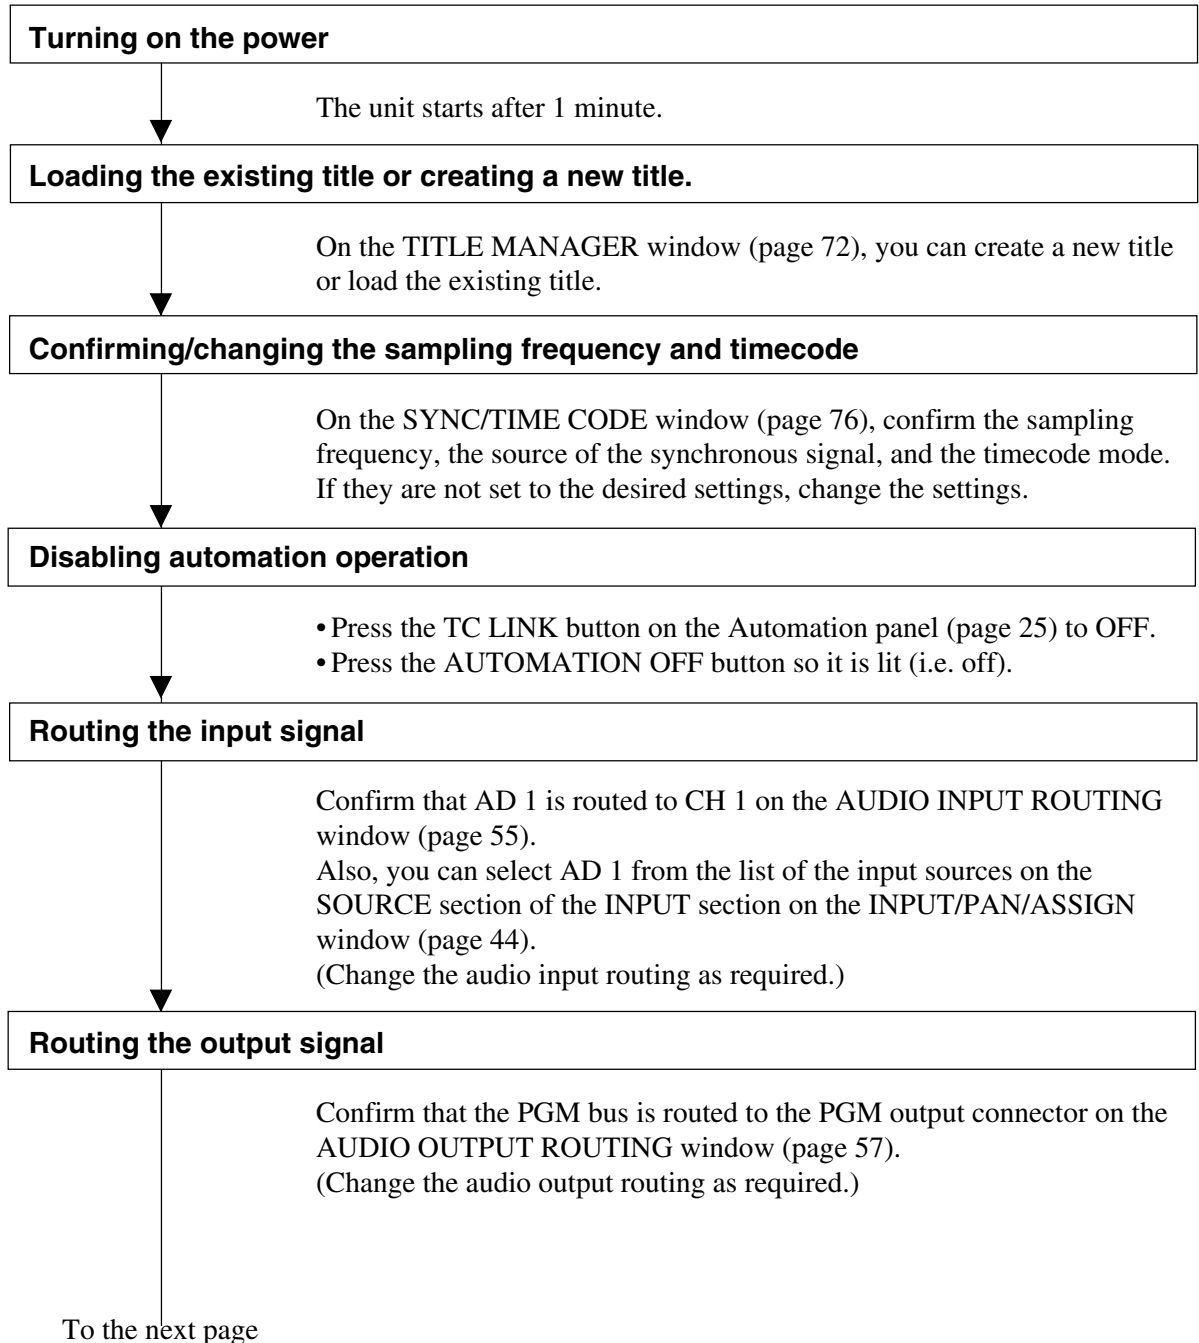 Turning on the power
The unit starts after 1 minute.
Loading the existing title or creating a new title.
On the TITLE MANAGER window (page 72), you can create a new title
or load the existing title.
Confirming/changing the sampling frequency and timecode
On the SYNC/TIME CODE window (page 76), confirm the sampling
frequency, the source of the synchronous signal, and the timecode mode.
If they are not set to the desired settings, change the settings.
Disabling automation operation
• Press the TC LINK button on the Automation panel (page 25) to OFF.
• Press the AUTOMATION OFF button so it is lit (i.e. off).
Routing the input signal
Confirm that AD 1 is routed to CH 1 on the AUDIO INPUT ROUTING
window (page 55).
Also, you can select AD 1 from the list of the input sources on the
SOURCE section of the INPUT section on the INPUT/PAN/ASSIGN
window (page 44).
(Change the audio input routing as required.)
Routing the output signal
Confirm that the PGM bus is routed to the PGM output connector on the
AUDIO OUTPUT ROUTING window (page 57).
(Change the audio output routing as required.)
To the next page